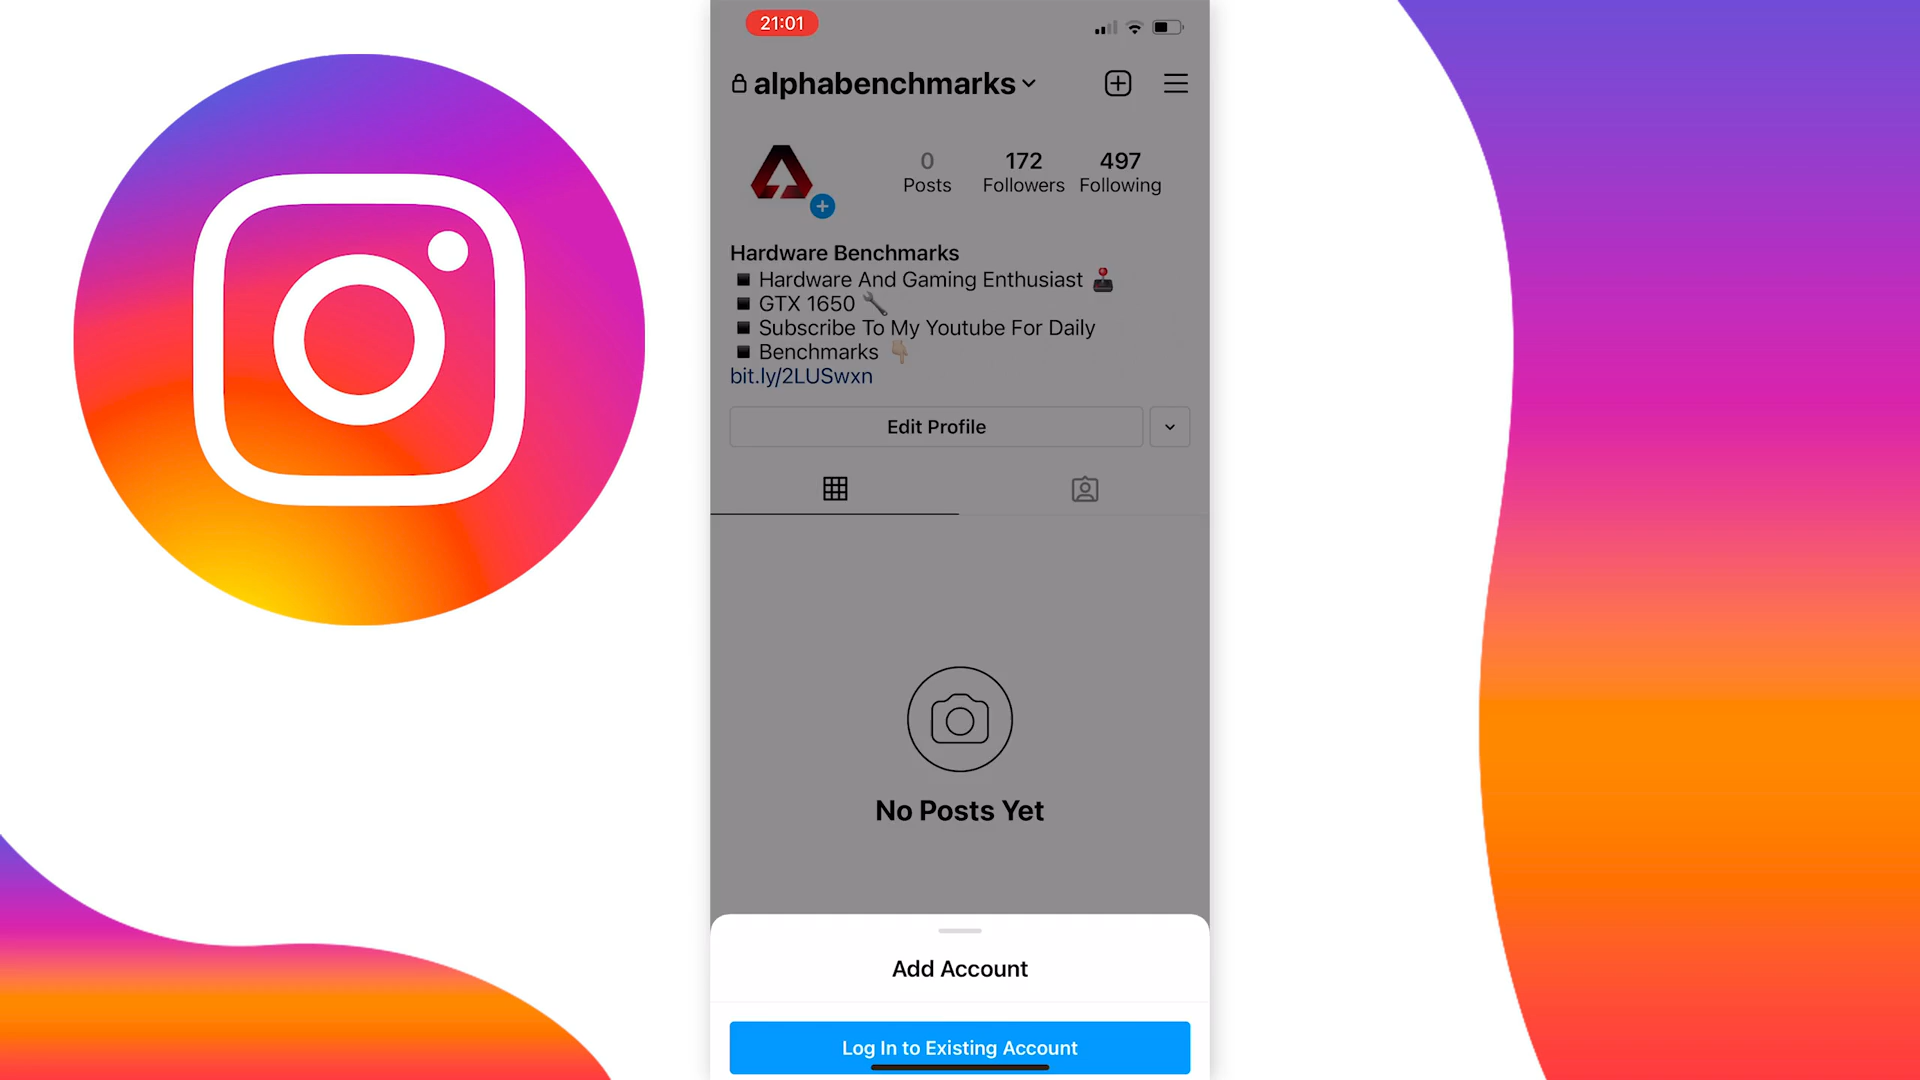 21:01
alphabenchmarks
0
Posts
172
Followers
497
Following
Hardware Benchmarks
◾ Hardware And Gaming Enthusiast 🕹️
◾ GTX 1650 🔧
◾ Subscribe To My Youtube For Daily
◾ Benchmarks 👇🏻
bit.ly/2LUSwxn
Edit Profile
No Posts Yet
Add Account
Log In to Existing Account